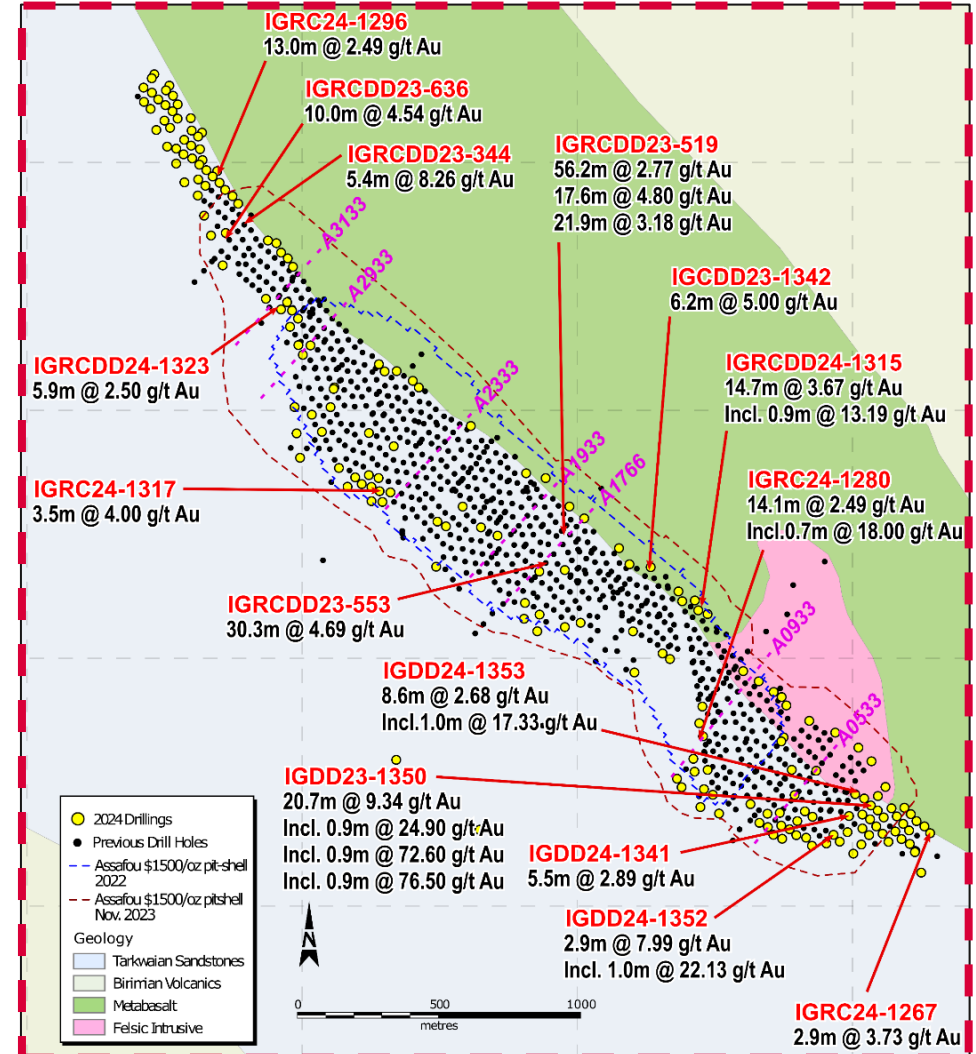 IGRC24-1296
13.0m @ 2.49 g/t Au
IGRCDD23-636
10.0m @ 4.54 g/t Au
IGRCDD23-344
5.4m @ 8.26 g/t Au
IGRCDD23-519
56.2m @ 2.77 g/t Au
17.6m @ 4.80 g/t Au
21.9m @ 3.18 g/t Au
A3133
A2933
IGCDD23-1342
6.2m @ 5.00 g/t Au
IGRCDD24-1323
5.9m @ 2.50 g/t Au
IGRCDD24-1315
14.7m @ 3.67 g/t Au
Incl. 0.9m @ 13.19 g/t Au
A2333
A1933
A1766
IGRC24-1317
3.5m @ 4.00 g/t Au
IGRC24-1280
14.1m @ 2.49 g/t Au
Incl.0.7m @ 18.00 g/t Au
IGRCDD23-553
30.3m @ 4.69 g/t Au
A0933
A0533
IGDD24-1353
8.6m @ 2.68 g/t Au
Incl.1.0m @ 17.33 g/t Au
IGDD23-1350
20.7m @ 9.34 g/t Au
Incl. 0.9m @ 24.90 g/t Au
Incl. 0.9m @ 72.60 g/t Au
Incl. 0.9m @ 76.50 g/t Au
IGDD24-1341
5.5m @ 2.89 g/t Au
IGDD24-1352
2.9m @ 7.99 g/t Au
Incl. 1.0m @ 22.13 g/t Au
IGRC24-1267
2.9m @ 3.73 g/t Au
2024 Drillings
Previous Drill Holes
Assafou $1500/oz pit-shell
2022
Assafou $1500/oz pitshell
Nov. 2023
Geology
Tarkwaian Sandstones
Birimian Volcanics
Metabasalt
Felsic Intrusive
N
0 500 1000
metres